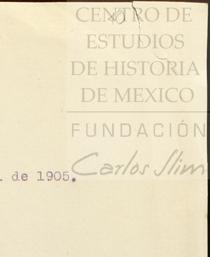 CENTRO DE
ESTUDIOS
DE HISTORIA
DE MEXICO
FUNDACIÓN
Carlos Slim
de 1905.